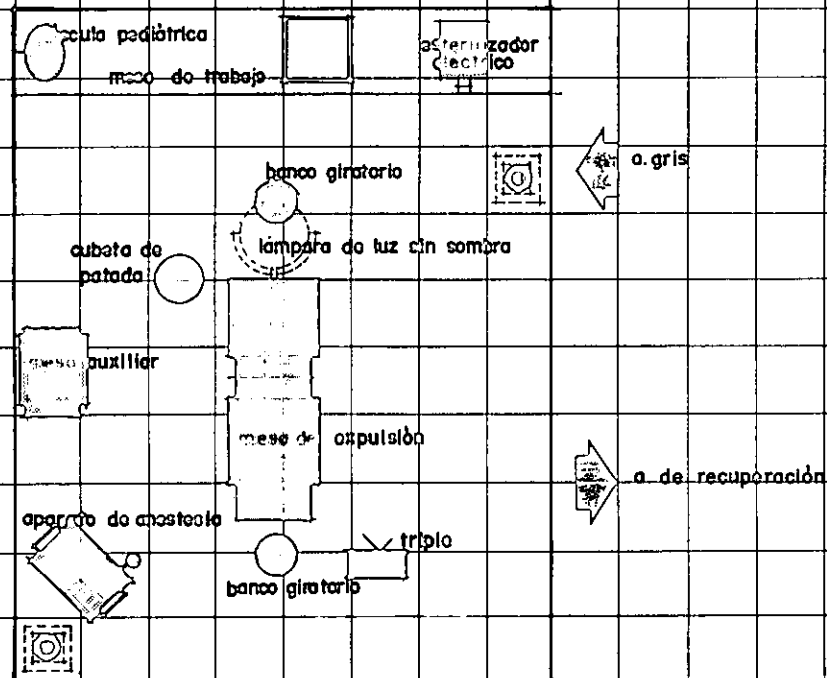 pediátrica
mesa de trabajo
esterilizador
electrico
a. gris
banco giratorio
lámpara de luz sin sombra
cubeta de
patada
mesa auxiliar
mesa de expulsión
a. de recuperación
aparato de anestesia
triple
banco giratorio